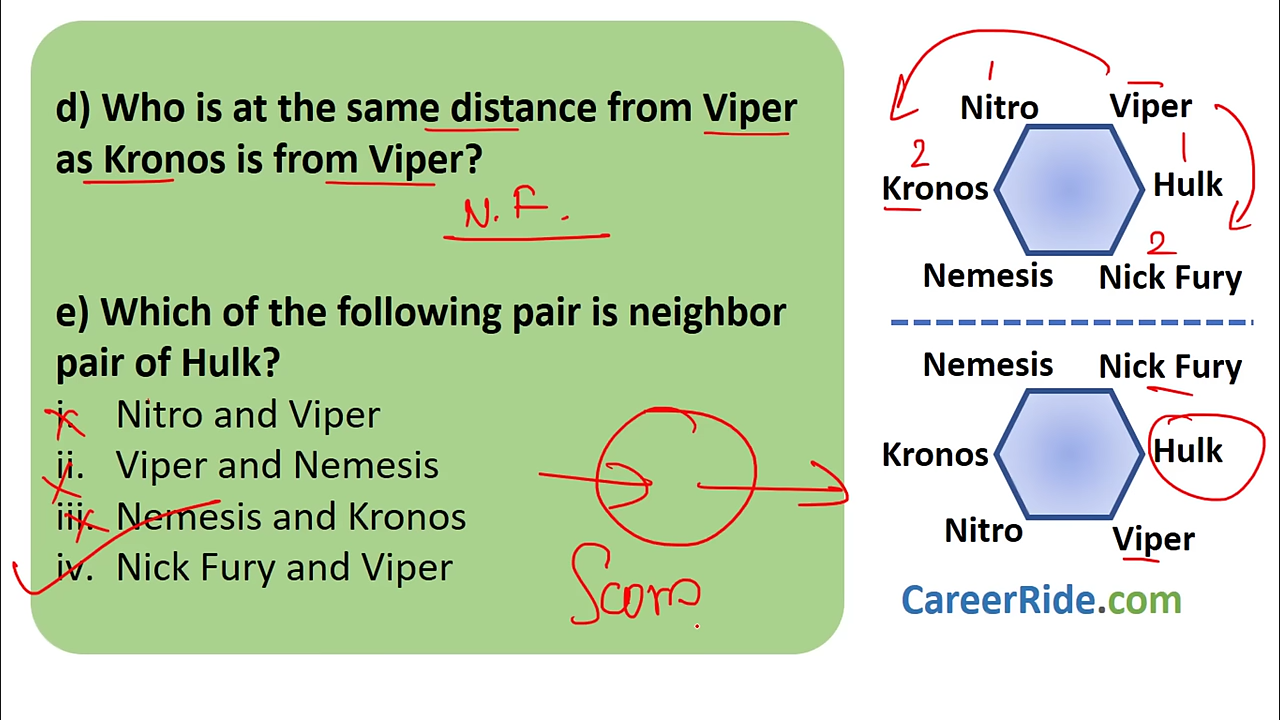 d) Who is at the same distance from Viper
as Kronos is from Viper?
N.F.
e) Which of the following pair is neighbor
pair of Hulk?
i. Nitro and Viper
ii. Viper and Nemesis
iii. Nemesis and Kronos
iv. Nick Fury and Viper
1
Nitro
Viper
2
1
Kronos
Hulk
2
Nemesis
Nick Fury
Nemesis
Nick Fury
Kronos
Hulk
Nitro
Viper
CareerRide.com